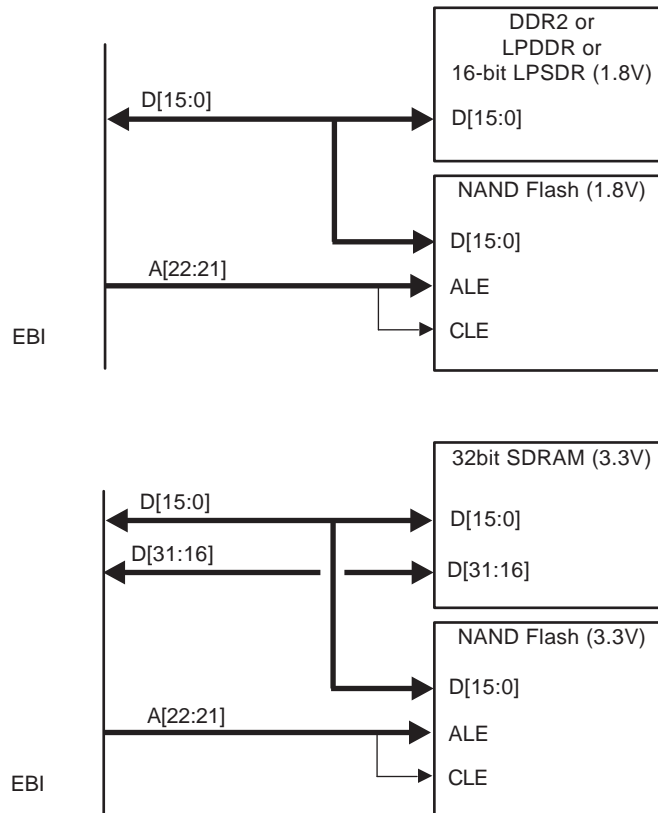 DDR2 or
LPDDR or
16-bit LPSDR (1.8V)
D[15:0]
D[15:0]
NAND Flash (1.8V)
D[15:0]
A[22:21]
ALE
EBI
CLE
32bit SDRAM (3.3V)
D[15:0]
D[15:0]
D[31:16]
D[31:16]
NAND Flash (3.3V)
D[15:0]
A[22:21]
ALE
EBI
CLE